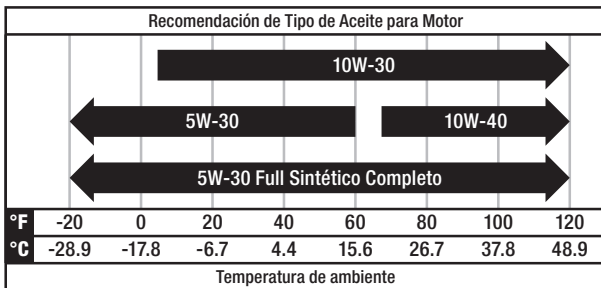 Recomendación de Tipo de Aceite para Motor
10W-30
5W-30 10W-40
5W-30 Full Sintético Completo
°F -20 0 20 40 60 80 100 120
°C -28.9 -17.8 -6.7 4.4 15.6 26.7 37.8 48.9
Temperatura de ambiente